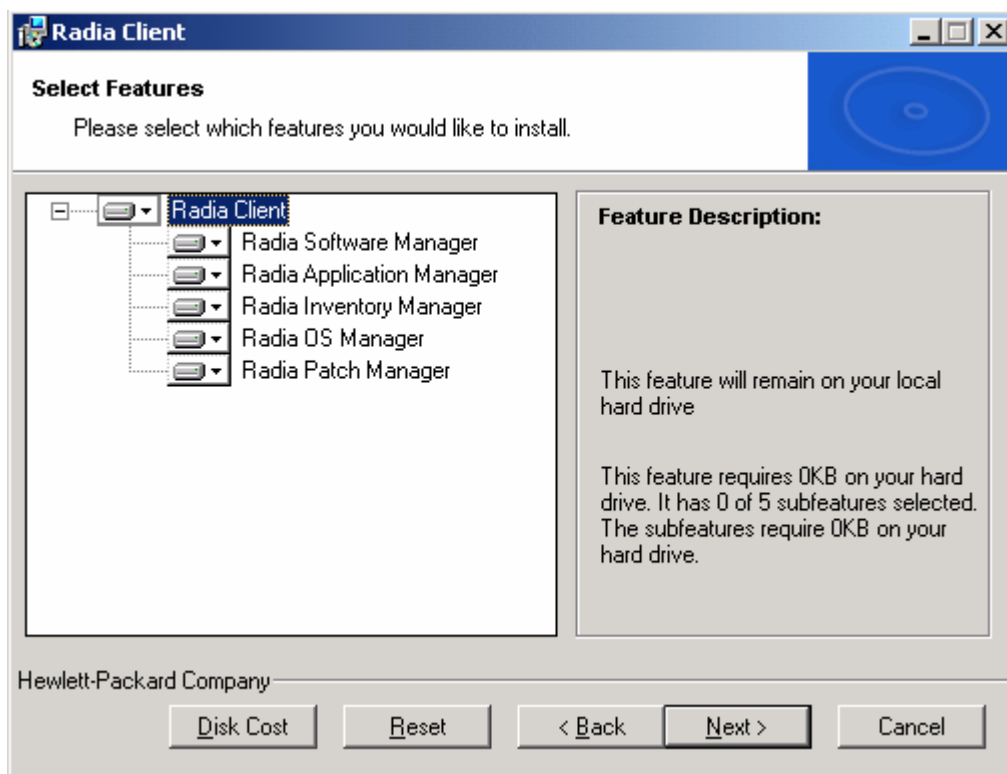 Radia Client
Select Features
Please select which features you would like to install.
Radia Client
Radia Software Manager
Radia Application Manager
Radia Inventory Manager
Radia OS Manager
Radia Patch Manager
Feature Description:
This feature will remain on your local
hard drive
This feature requires 0KB on your hard
drive. It has 0 of 5 subfeatures selected.
The subfeatures require 0KB on your
hard drive.
Hewlett-Packard Company
Disk Cost
Reset
< Back
Next >
Cancel